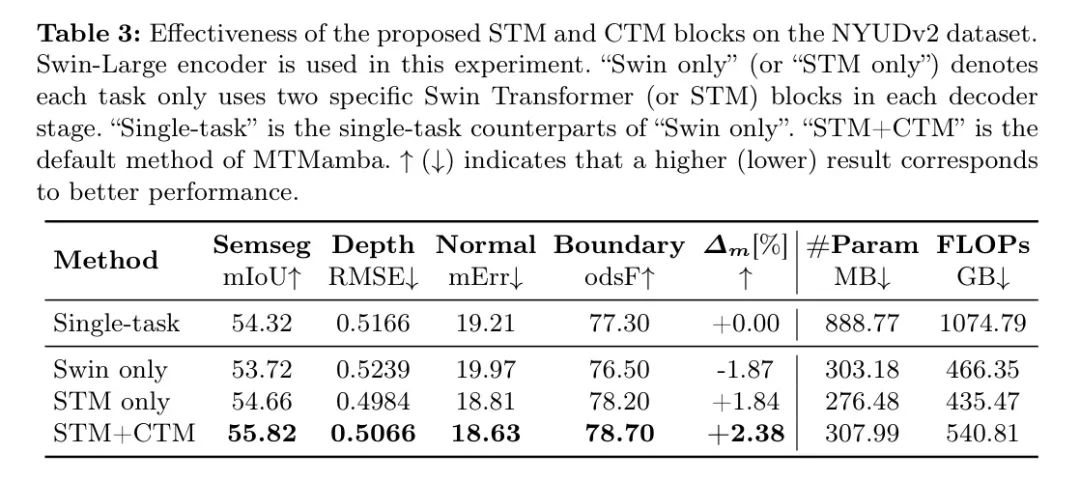 Table 3: Effectiveness of the proposed STM and CTM blocks on the NYUDv2 dataset.
Swin-Large encoder is used in this experiment. “Swin only” (or “STM only”) denotes
each task only uses two specific Swin Transformer (or STM) blocks in each decoder
stage. “Single-task” is the single-task counterparts of “Swin only”. “STM+CTM” is the
default method of MTMamba. ↑ (↓) indicates that a higher (lower) result corresponds
to better performance.
Method Semseg Depth Normal Boundary Δm[%] #Param FLOPs
mIoU↑ RMSE↓ mErr↓ odsF↑ ↑ MB↓ GB↓
Single-task 54.32 0.5166 19.21 77.30 +0.00 888.77 1074.79
Swin only 53.72 0.5239 19.97 76.50 -1.87 303.18 466.35
STM only 54.66 0.4984 18.81 78.20 +1.84 276.48 435.47
STM+CTM 55.82 0.5066 18.63 78.70 +2.38 307.99 540.81